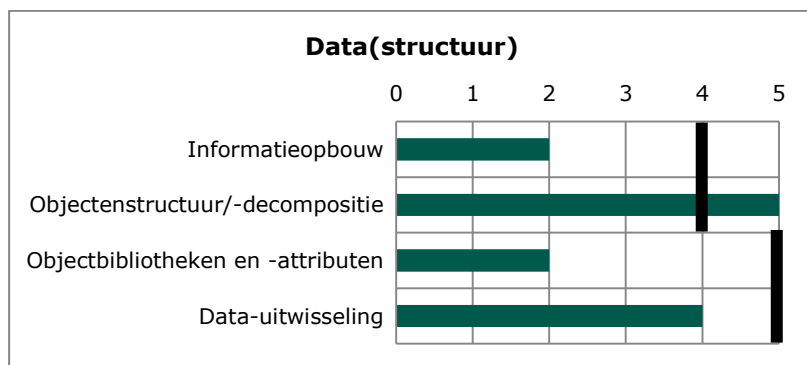 Data(structuur)
0 1 2 3 4 5
Informatieopbouw
Objectenstructuur/-decompositie
Objectbibliotheken en -attributen
Data-uitwisseling